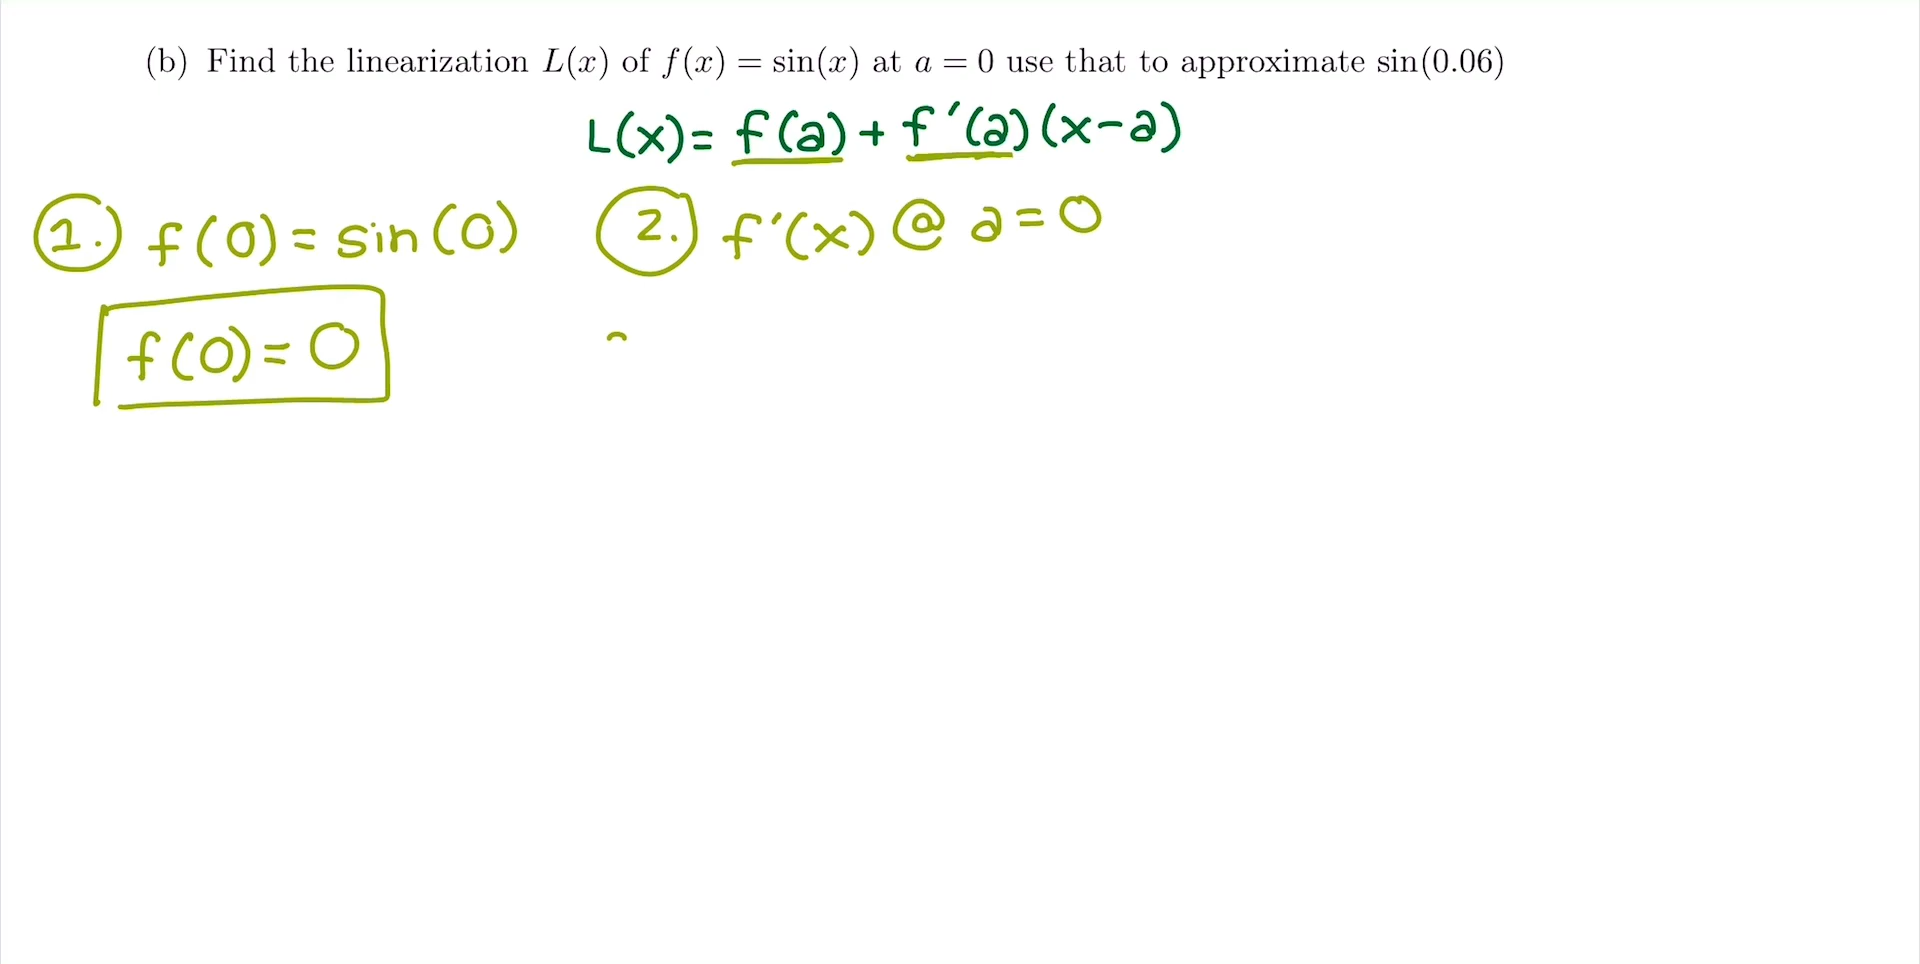 (b) Find the linearization L(x) of f(x) = sin(x) at a = 0 use that to approximate sin(0.06)
L(x)= f(a) + f'(a)(x-a)
1.) f(0) = sin(0)
2.) f'(x) @ a=0
f(0) = 0